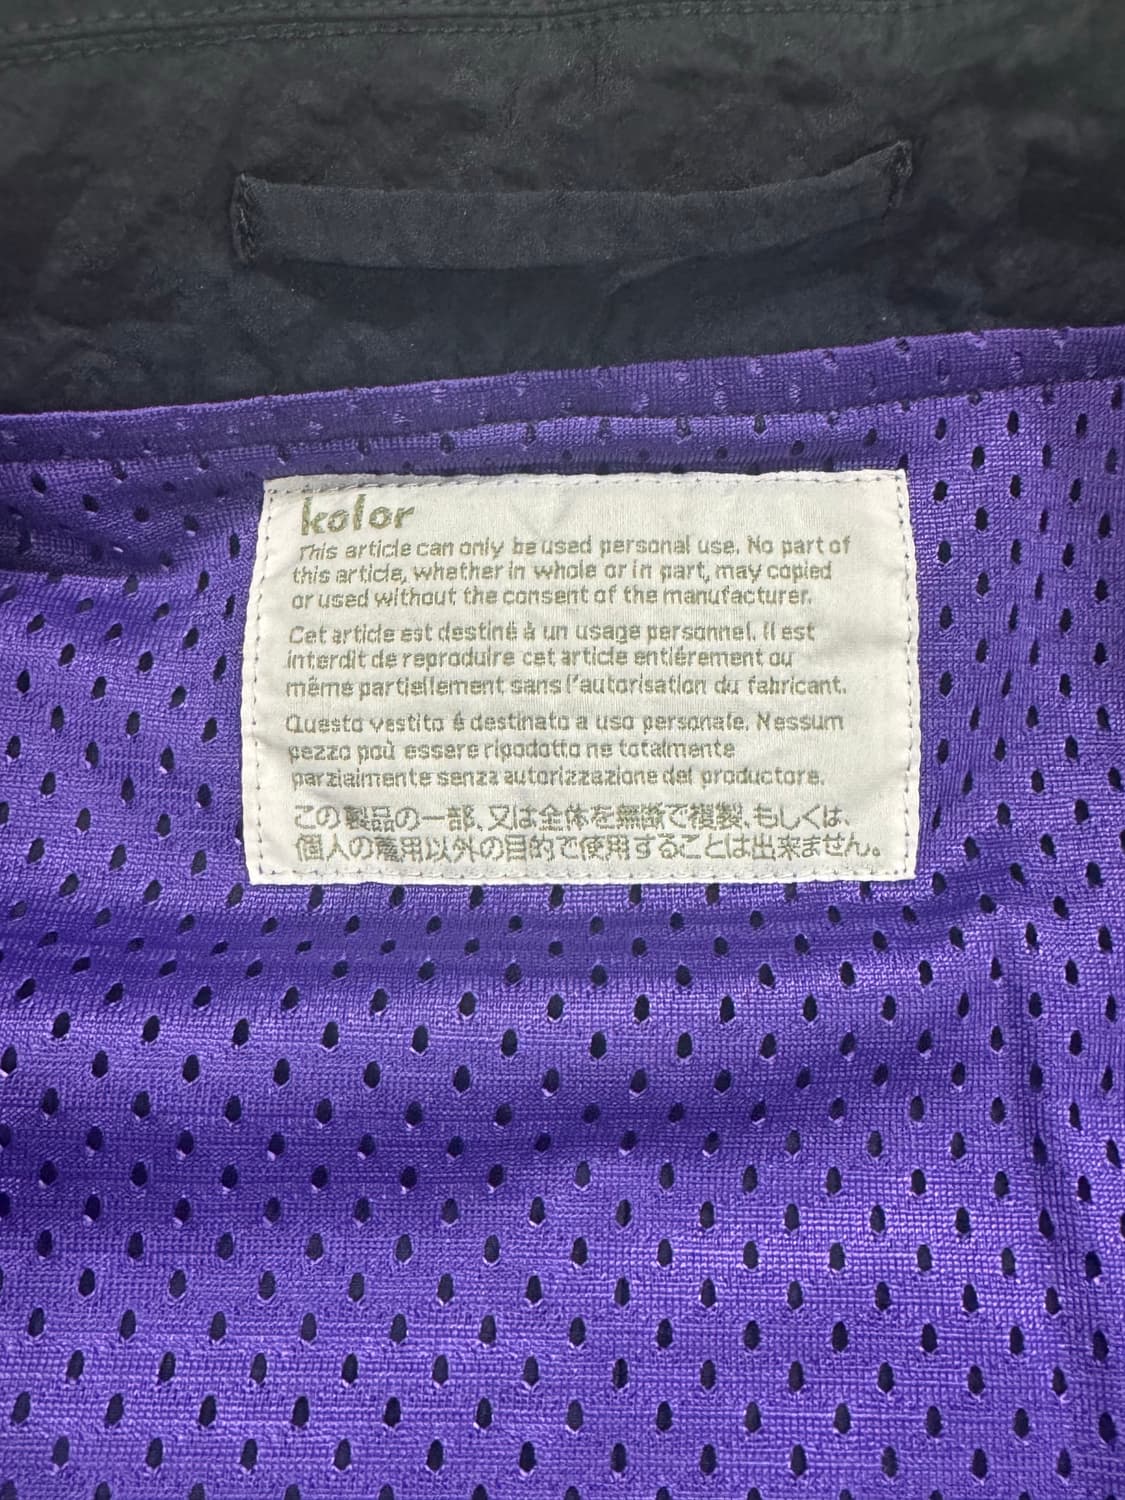 kolor
This article can only be used personal use. No part of
this article, whether in whole or in part, may copied
or used without the consent of the manufacturer.
Cet article est destiné à un usage personnel. Il est
interdit de reproduire cet article entiérement ou
même partiellement sans l'autorisation du fabricant.
Questo vestito é destinato a uso personale. Nessum
pezzo poù essere ripodotto ne totalmente
parzialmente senza autorizzazione del productore.
この製品の一部、又は全体を無断で複製、もしくは、
個人の着用以外の目的で使用することは出来ません。